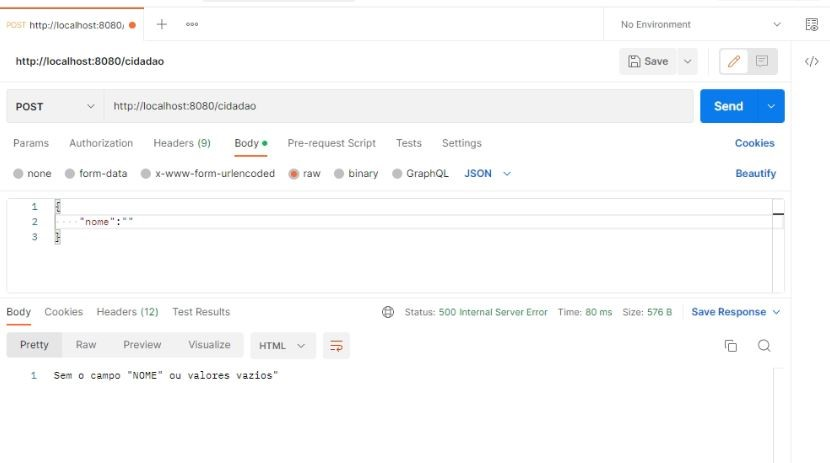 POST http://localhost:8080/ + ooo No Environment
http://localhost:8080/cidadao Save </>
POST http://localhost:8080/cidadao Send
Params Authorization Headers (9) Body Pre-request Script Tests Settings Cookies
none form-data x-www-form-urlencoded raw binary GraphQL JSON Beautify
1 {
2 "nome":""
3 }
Body Cookies Headers (12) Test Results Status: 500 Internal Server Error Time: 80 ms Size: 576 B Save Response
Pretty Raw Preview Visualize HTML
1 Sem o campo "NOME" ou valores vazios"